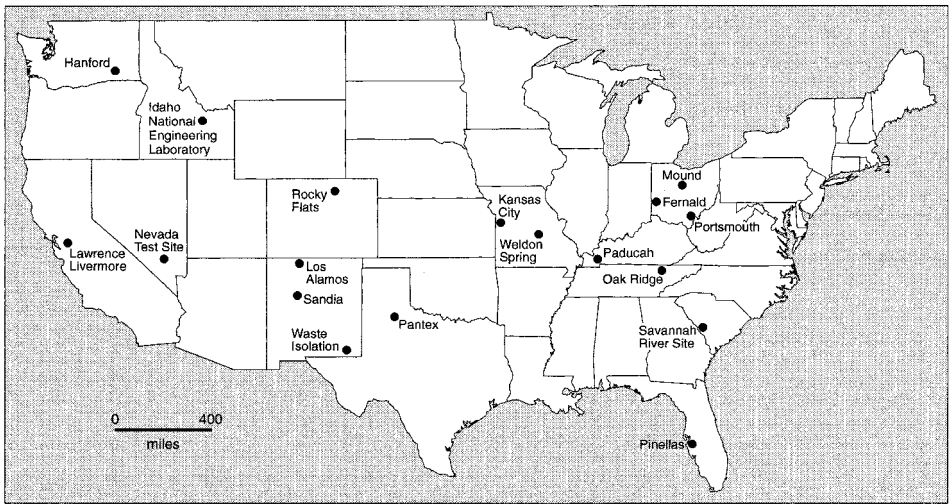 Hanford
Idaho
National
Engineering
Laboratory
Rocky
Flats
Kansas
City
Weldon
Spring
Mound
Fernald
Portsmouth
Nevada
Test Site
Lawrence
Livermore
Los
Alamos
Sandia
Waste
Isolation
Pantex
Paducah
Oak Ridge
Savannah
River Site
Pinellas
0 400
miles